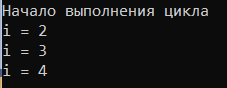 Начало выполнения цикла
i = 2
i = 3
i = 4